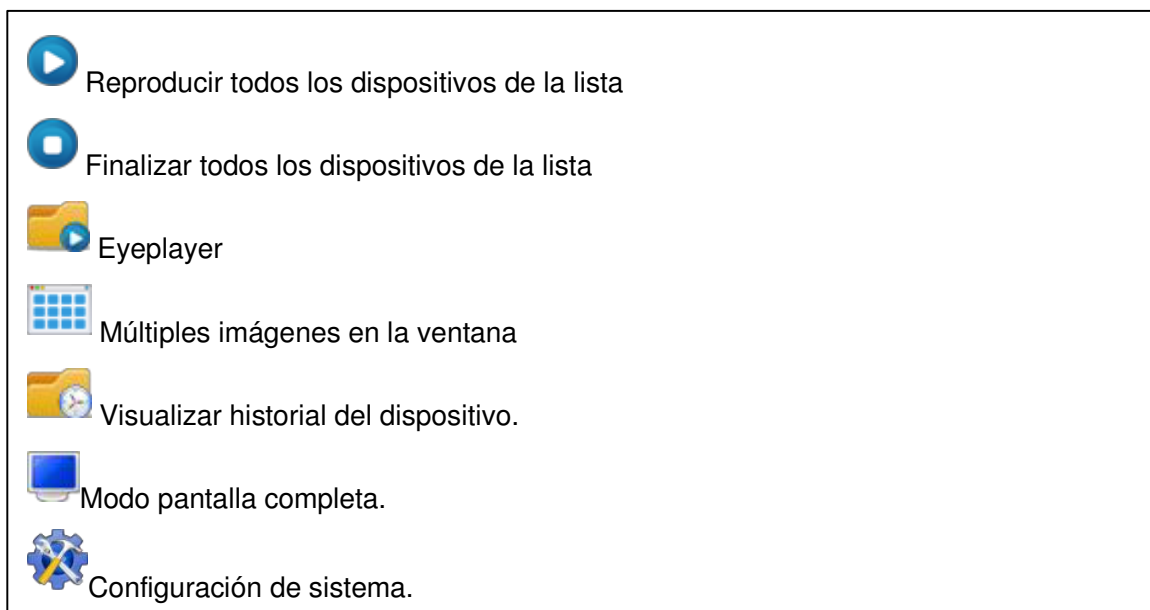 Reproducir todos los dispositivos de la lista
Finalizar todos los dispositivos de la lista
Eyeplayer
Múltiples imágenes en la ventana
Visualizar historial del dispositivo.
Modo pantalla completa.
Configuración de sistema.